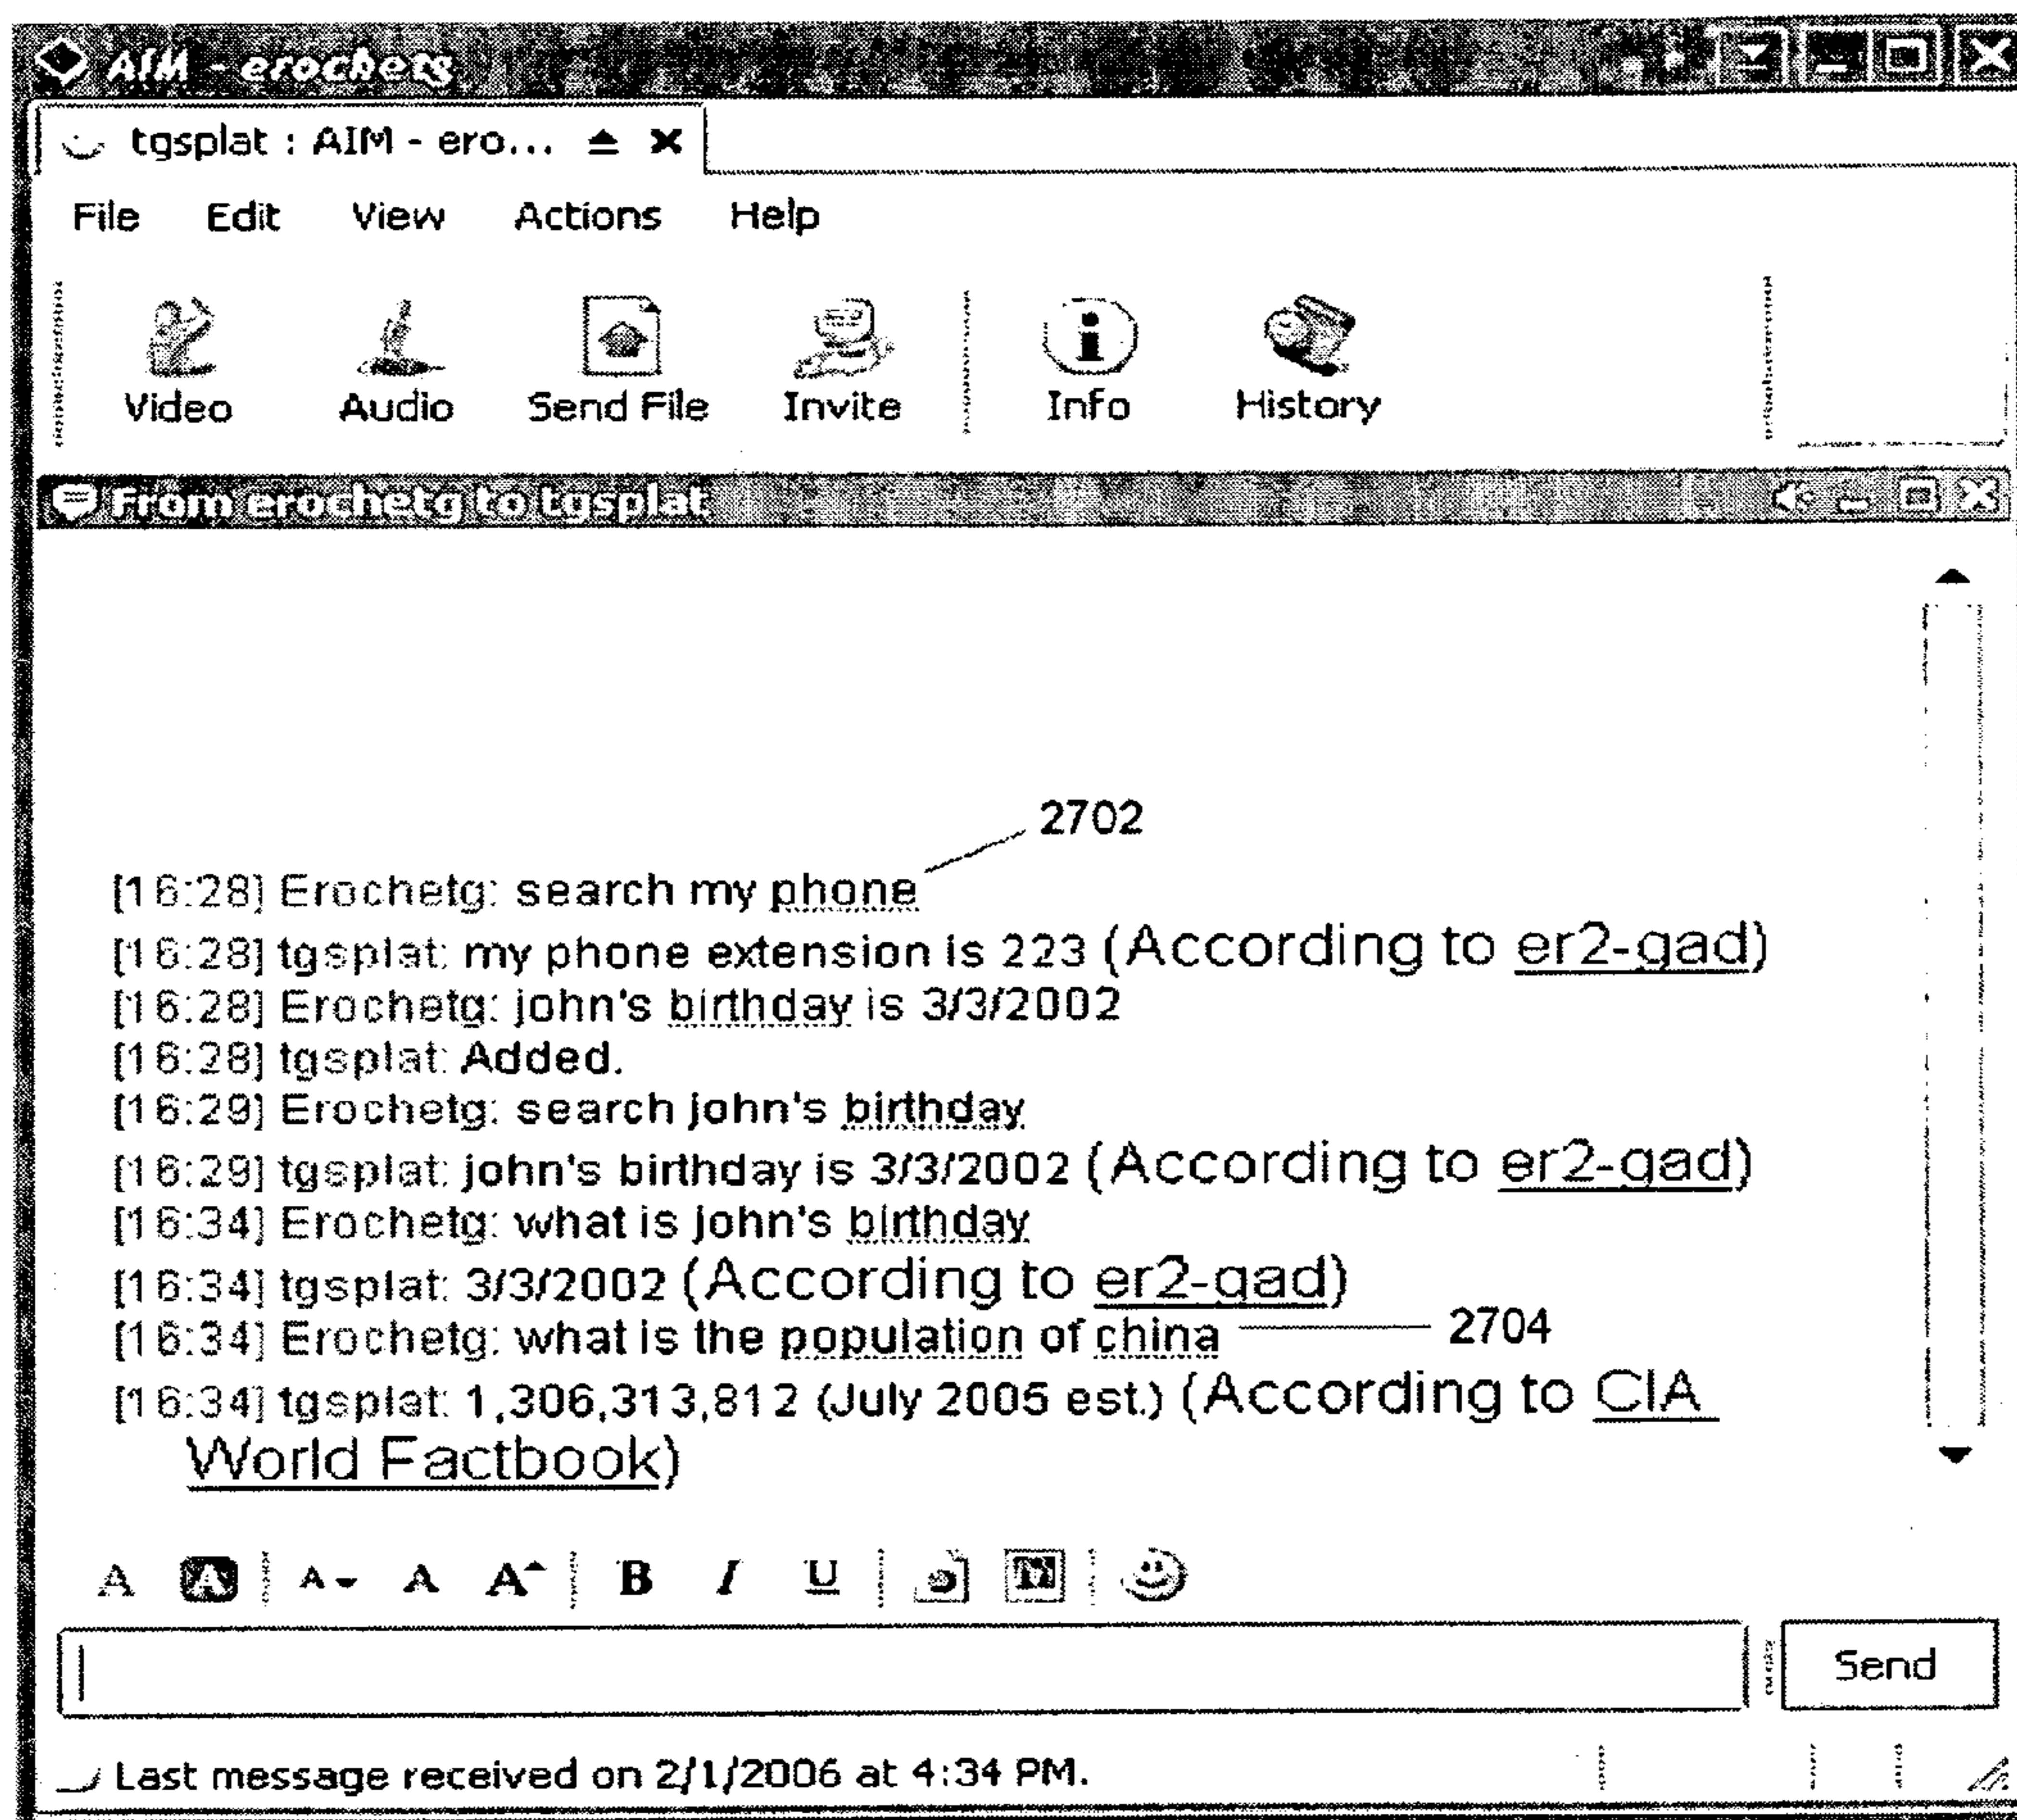 AIM - erochetg
tgsplat : AIM - ero...
File Edit View Actions Help
Video Audio Send File Invite Info History
From erochetg to tgsplat
2702
[16:28] Erochetg: search my phone
[16:28] tgsplat: my phone extension is 223 (According to er2-gad)
[16:28] Erochetg: john's birthday is 3/3/2002
[16:28] tgsplat: Added.
[16:29] Erochetg: search john's birthday
[16:29] tgsplat: john's birthday is 3/3/2002 (According to er2-gad)
[16:34] Erochetg: what is john's birthday
[16:34] tgsplat: 3/3/2002 (According to er2-gad)
[16:34] Erochetg: what is the population of china 2704
[16:34] tgsplat: 1,306,313,812 (July 2005 est.) (According to CIA
World Factbook)
A A A A A B I U
Send
Last message received on 2/1/2006 at 4:34 PM.